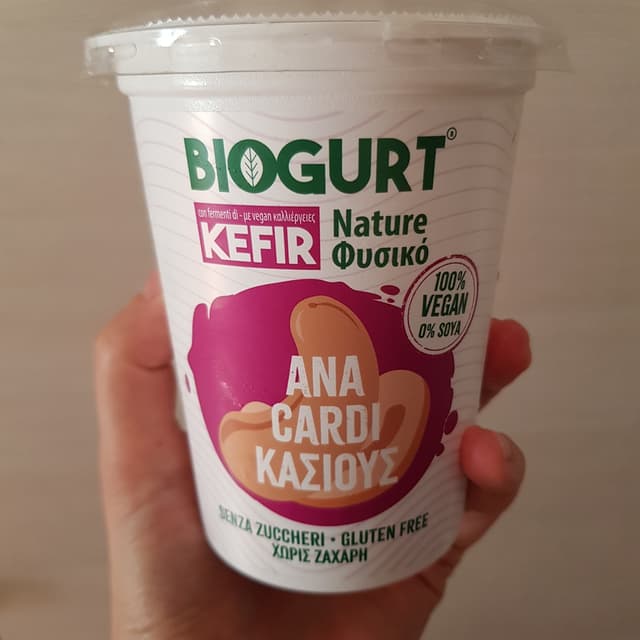 BIOGURT®
con fermenti di - με vegan καλλιέργειες
KEFIR
Nature
Φυσικό
100%
VEGAN
0% SOYA
ANA
CARDI
ΚΑΣΙΟΥΣ
SENZA ZUCCHERI • GLUTEN FREE
ΧΩΡΙΣ ΖΑΧΑΡΗ